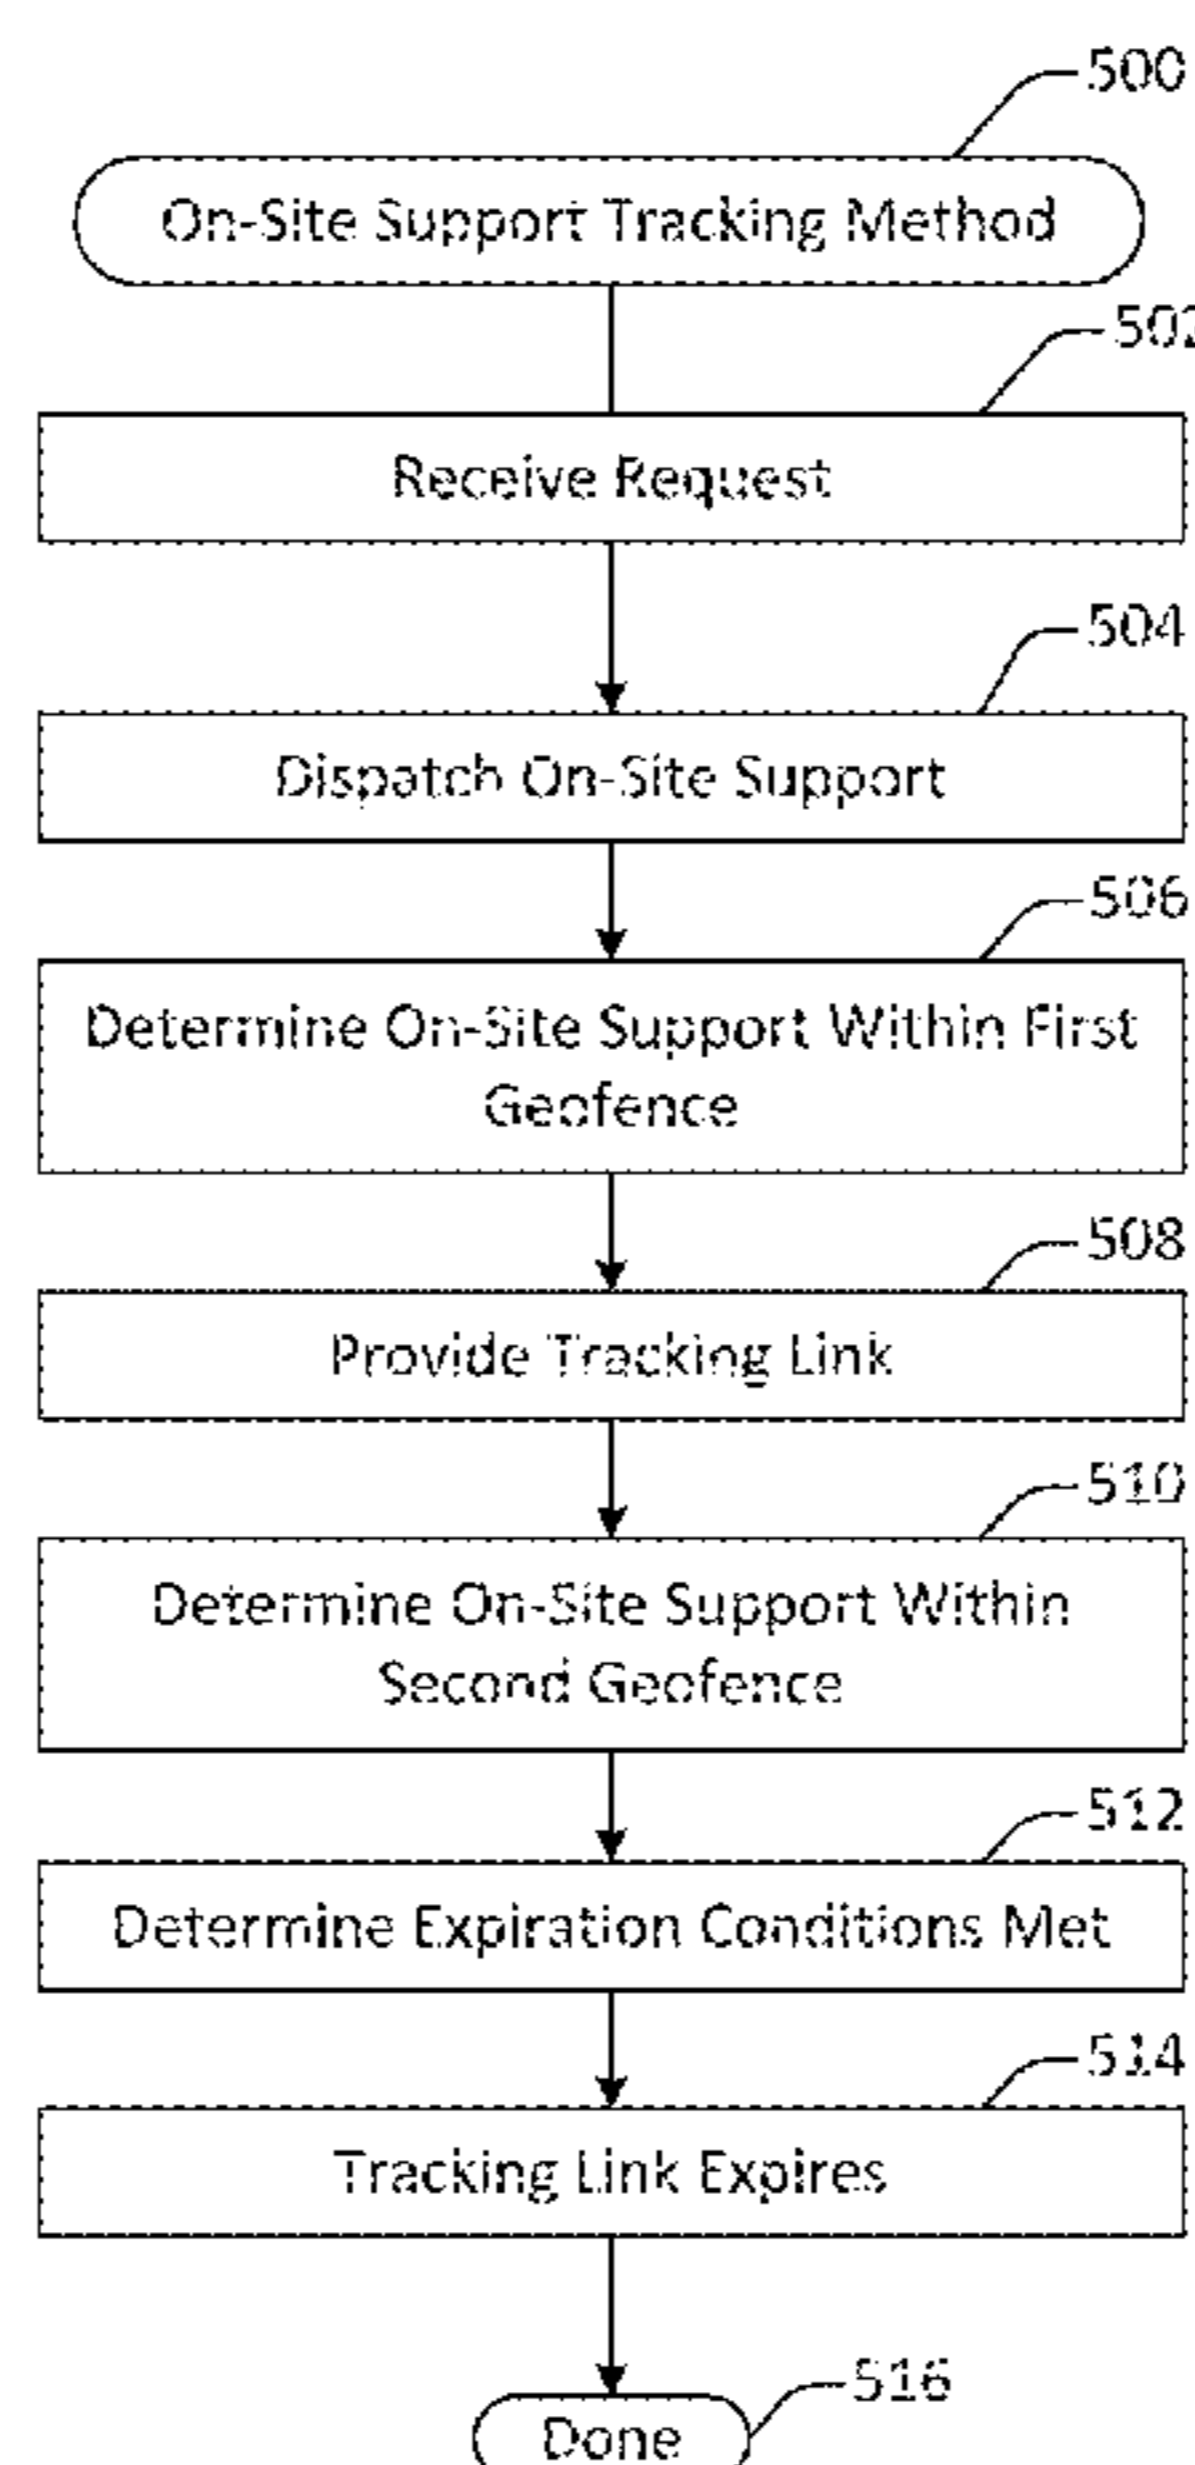 500
On-Site Support Tracking Method
502
Receive Request
504
Dispatch On-Site Support
506
Determine On-Site Support Within First
Geofence
508
Provide Tracking Link
510
Determine On-Site Support Within
Second Geofence
512
Determine Expiration Conditions Met
514
Tracking Link Expires
516
Done